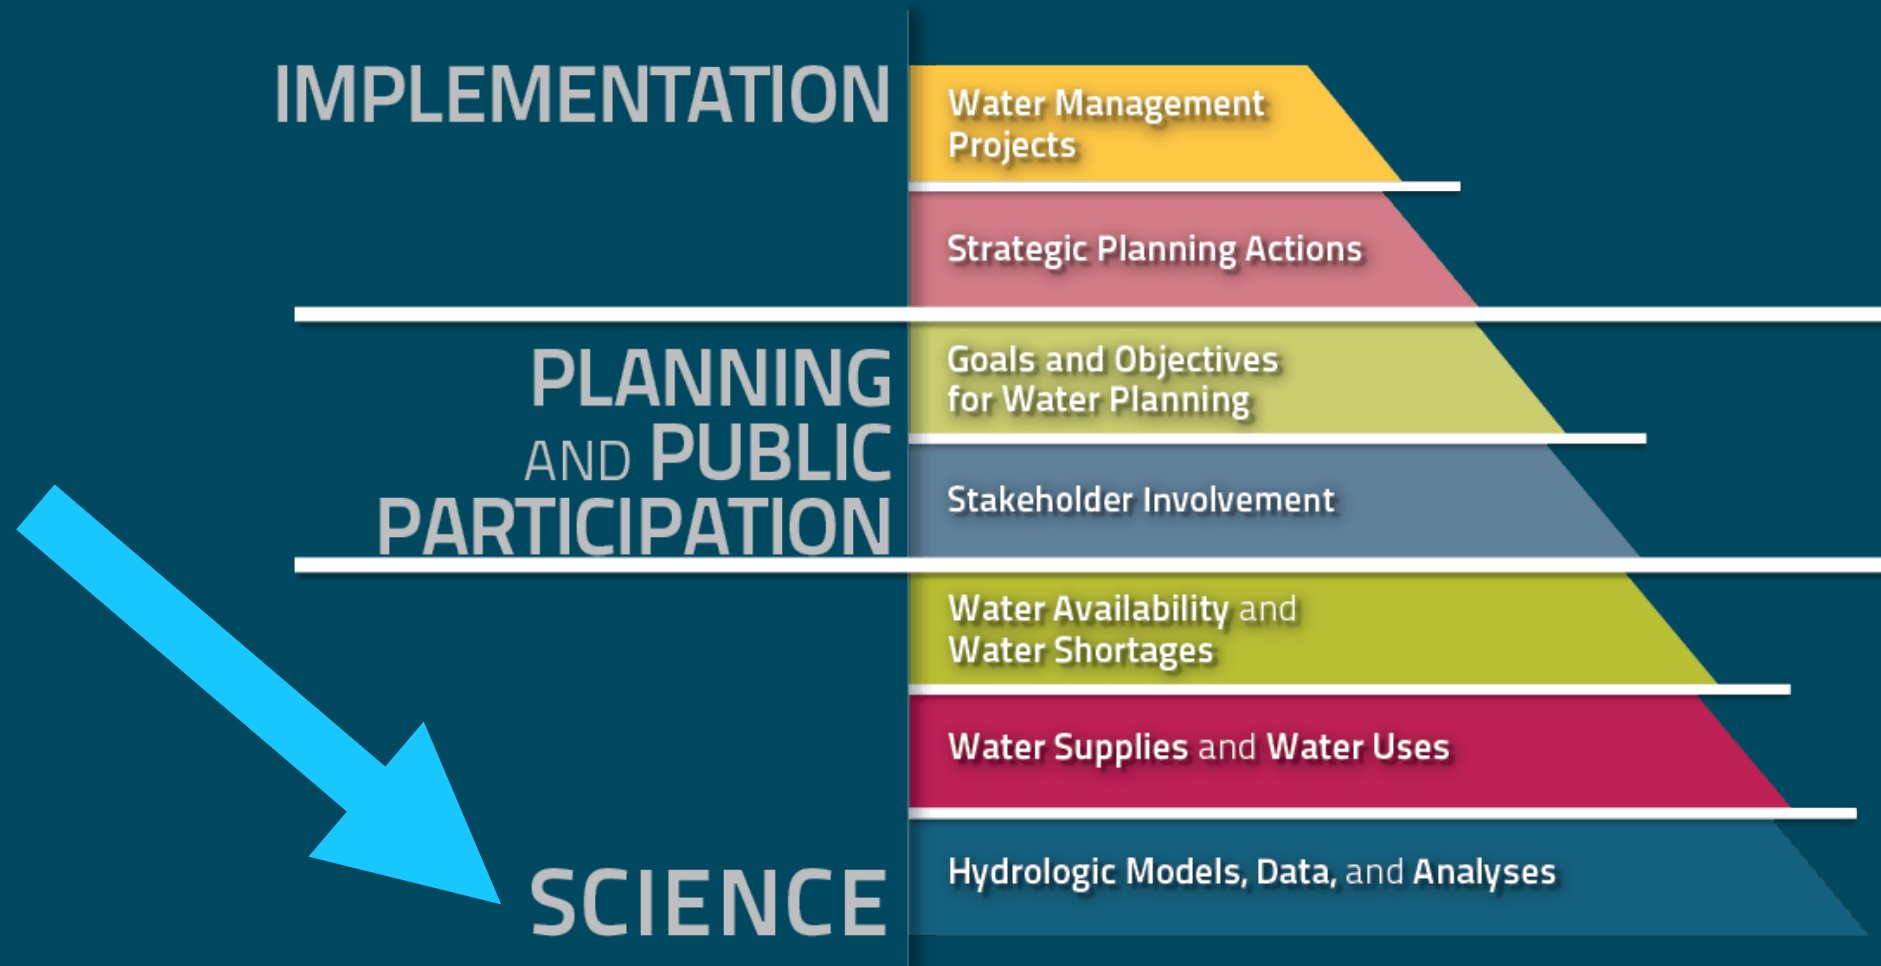 IMPLEMENTATION
Water Management
Projects
Strategic Planning Actions
PLANNING
AND PUBLIC
PARTICIPATION
Goals and Objectives
for Water Planning
Stakeholder Involvement
SCIENCE
Water Availability and
Water Shortages
Water Supplies and Water Uses
Hydrologic Models, Data, and Analyses